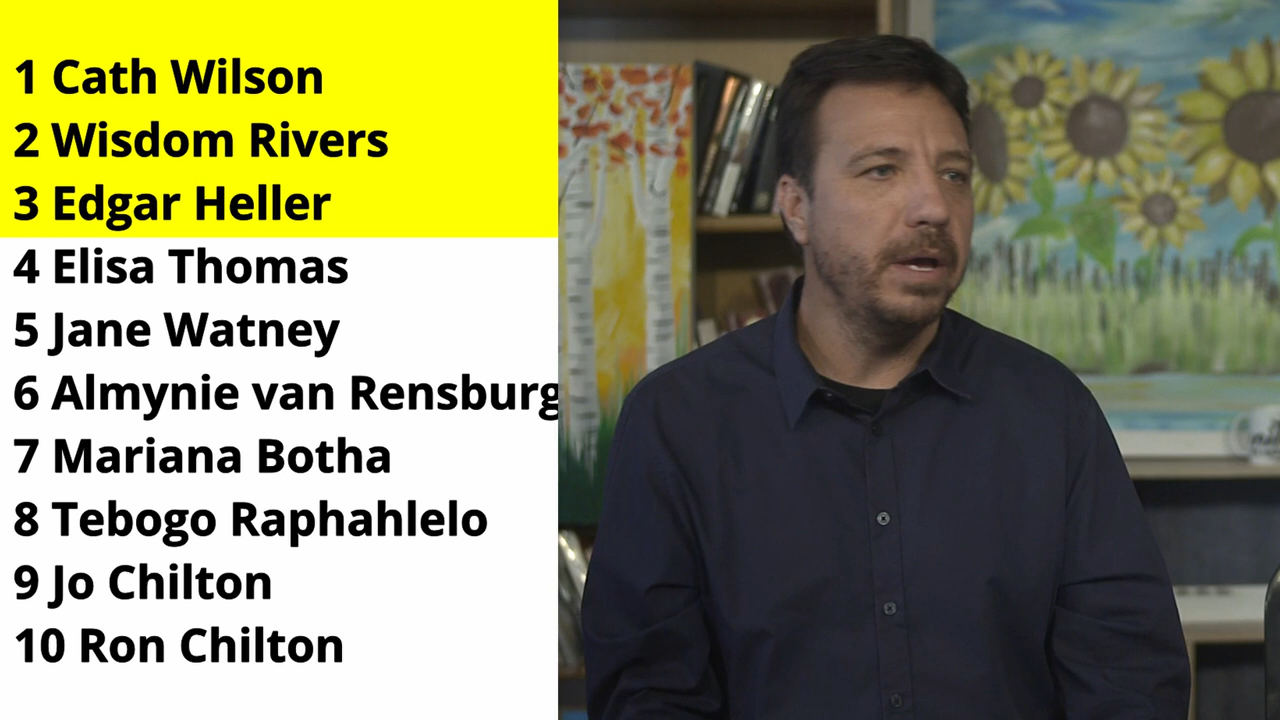 1 Cath Wilson
2 Wisdom Rivers
3 Edgar Heller
4 Elisa Thomas
5 Jane Watney
6 Almynie van Rensburg
7 Mariana Botha
8 Tebogo Raphahlelo
9 Jo Chilton
10 Ron Chilton